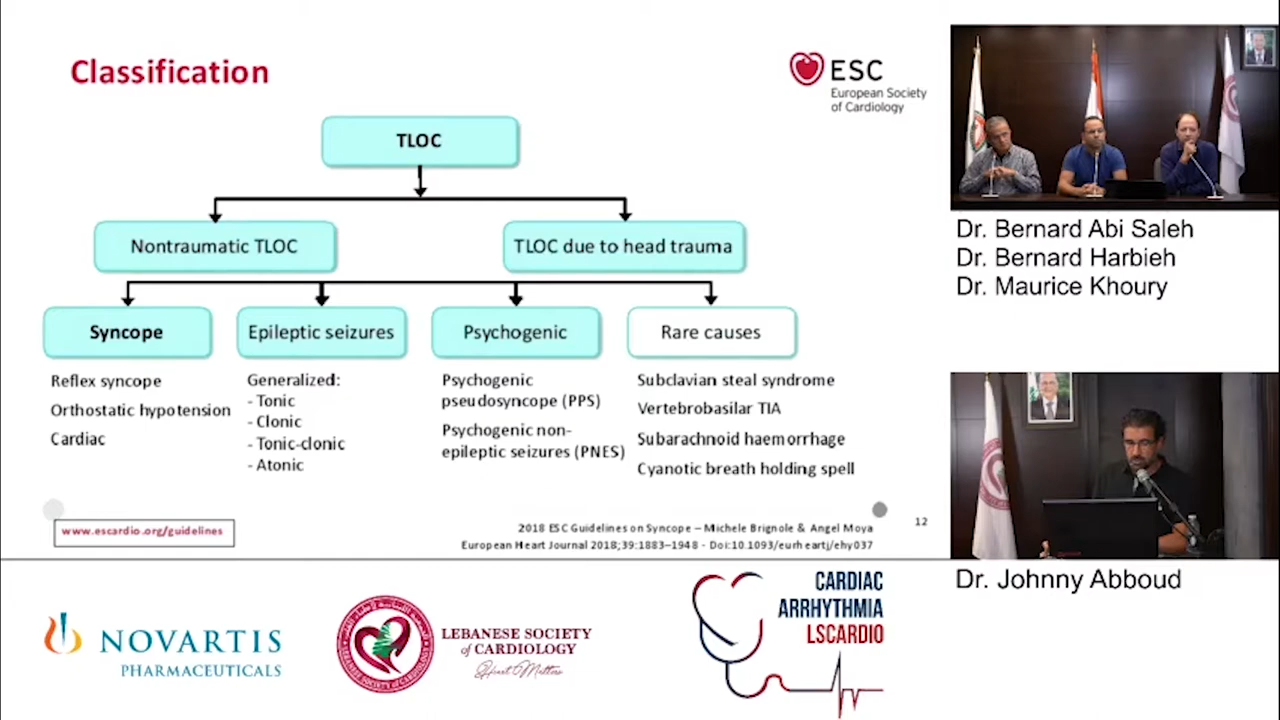 Classification
ESC
European Society
of Cardiology
TLOC
Nontraumatic TLOC
TLOC due to head trauma
Syncope
Epileptic seizures
Psychogenic
Rare causes
Reflex syncope
Orthostatic hypotension
Cardiac
Generalized:
- Tonic
- Clonic
- Tonic-clonic
- Atonic
Psychogenic
pseudosyncope (PPS)
Psychogenic non-
epileptic seizures (PNES)
Subclavian steal syndrome
Vertebrobasilar TIA
Subarachnoid haemorrhage
Cyanotic breath holding spell
www.escardio.org/guidelines
2018 ESC Guidelines on Syncope – Michele Brignole & Angel Moya
European Heart Journal 2018;39:1883–1948 - Doi:10.1093/eurheartj/ehy037
12
Dr. Bernard Abi Saleh
Dr. Bernard Harbieh
Dr. Maurice Khoury
Dr. Johnny Abboud
NOVARTIS
PHARMACEUTICALS
LEBANESE SOCIETY
of CARDIOLOGY
Heart Matters
CARDIAC
ARRHYTHMIA
LSCARDIO